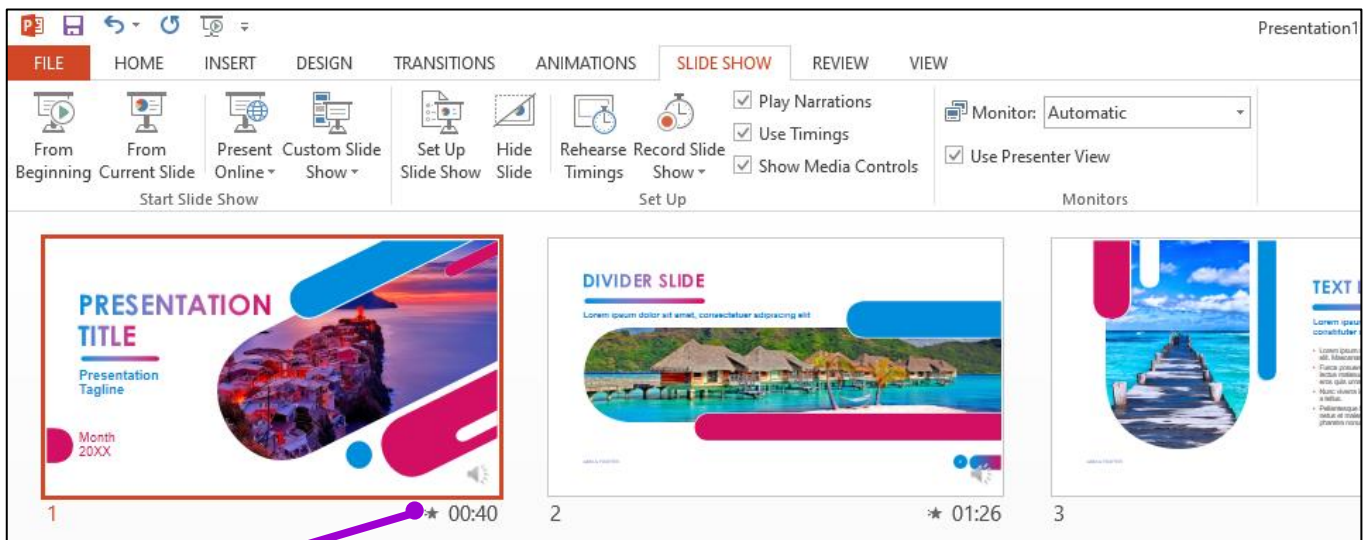 Presentation1
FILE HOME INSERT DESIGN TRANSITIONS ANIMATIONS SLIDE SHOW REVIEW VIEW
From Beginning
From Current Slide
Present Online
Custom Slide Show
Start Slide Show
Set Up Slide Show
Hide Slide
Rehearse Timings
Record Slide Show
Play Narrations
Use Timings
Show Media Controls
Set Up
Monitor: Automatic
Use Presenter View
Monitors
PRESENTATION
TITLE
Presentation
Tagline
Month
20XX
1 00:40
DIVIDER SLIDE
Lorem ipsum dolor sit amet, consectetuer adipiscing elit
2 01:26
TEXT
Lorem ipsu
3